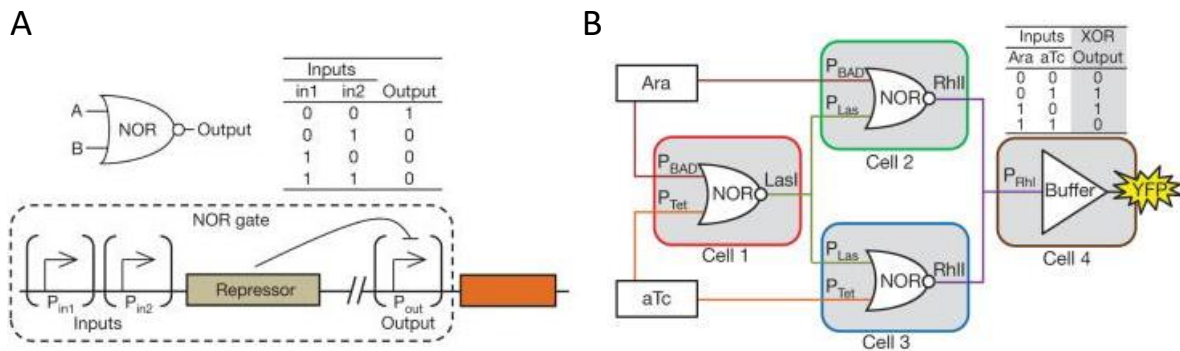 A
Inputs
in1 in2 Output
0 0 1
0 1 0
1 0 0
1 1 0
A
B
NOR
Output
NOR gate
Repressor
Pin1
Pin2
Pout
Inputs
Output
B
Ara
aTc
PBAD
PTet
NOR
LasI
Cell 1
PBAD
PLas
NOR
RhlI
Cell 2
PLas
PTet
NOR
RhlI
Cell 3
Inputs XOR
Ara aTc Output
0 0 0
0 1 1
1 0 1
1 1 0
PRhl
Buffer
YFP
Cell 4